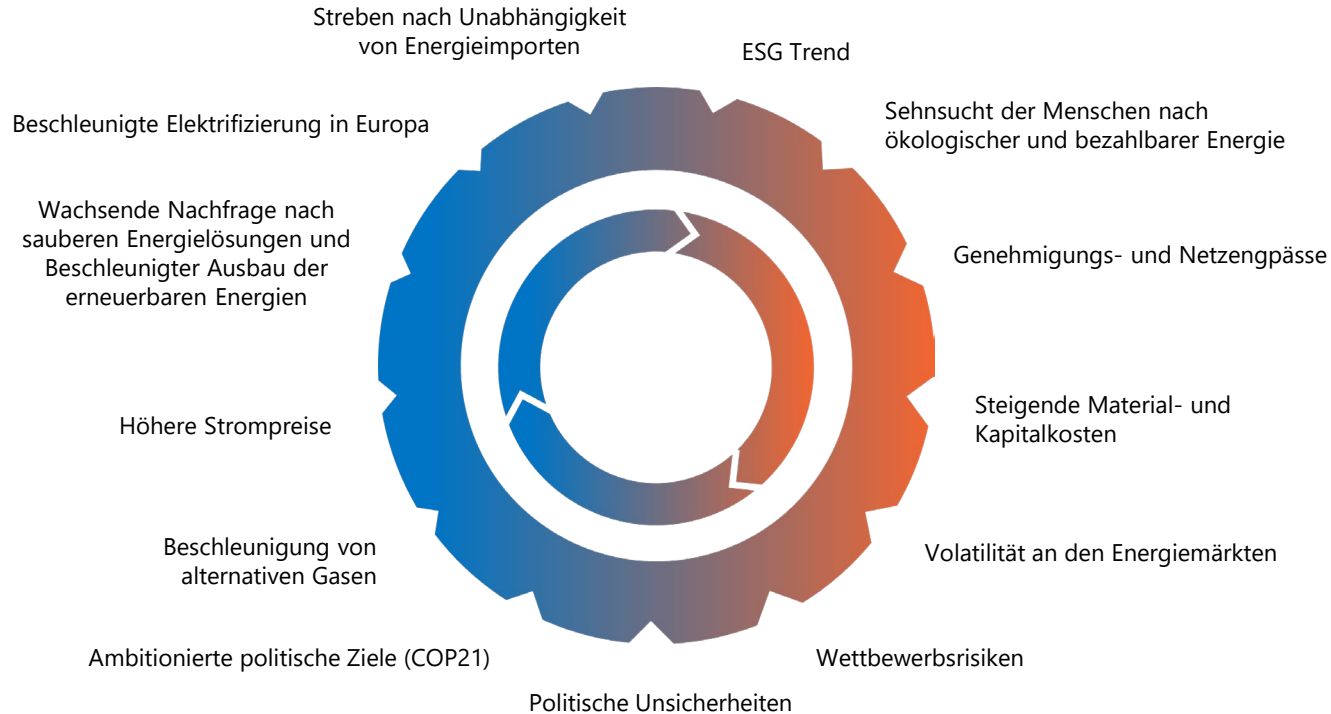 Streben nach Unabhängigkeit
von Energieimporten
ESG Trend
Sehnsucht der Menschen nach
ökologischer und bezahlbarer Energie
Genehmigungs- und Netzengpässe
Steigende Material- und
Kapitalkosten
Volatilität an den Energiemärkten
Wettbewerbsrisiken
Politische Unsicherheiten
Ambitionierte politische Ziele (COP21)
Beschleunigung von
alternativen Gasen
Höhere Strompreise
Wachsende Nachfrage nach
sauberen Energielösungen und
Beschleunigter Ausbau der
erneuerbaren Energien
Beschleunigte Elektrifizierung in Europa